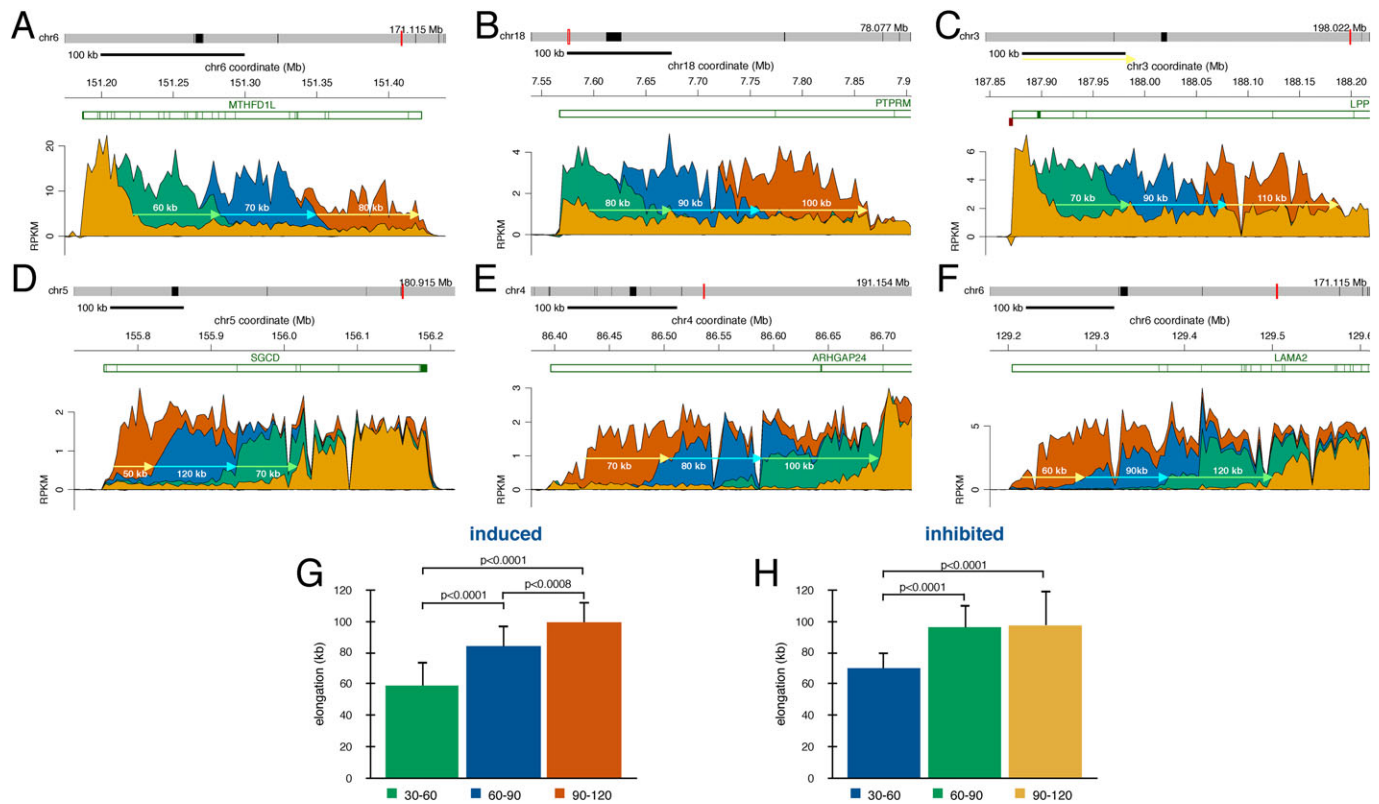 A
chr6
171.115 Mb
100 kb
chr6 coordinate (Mb)
151.20 151.25 151.30 151.35 151.40
MTHFD1L
RPKM
0 10 20
60 kb 70 kb 80 kb
B
chr18
78.077 Mb
100 kb
chr18 coordinate (Mb)
7.55 7.60 7.65 7.70 7.75 7.80 7.85 7.9
PTPRM
RPKM
0 2 4
80 kb 90 kb 100 kb
C
chr3
198.022 Mb
100 kb
chr3 coordinate (Mb)
187.85 187.90 187.95 188.00 188.05 188.10 188.15 188.20
LPP
RPKM
0 2 4 6
70 kb 90 kb 110 kb
D
chr5
180.915 Mb
100 kb
chr5 coordinate (Mb)
155.8 155.9 156.0 156.1 156.2
SGCD
RPKM
0 1 2
60 kb 120 kb 70 kb
E
chr4
191.154 Mb
100 kb
chr4 coordinate (Mb)
86.40 86.45 86.50 86.55 86.60 86.65 86.70
ARHGAP24
RPKM
0 1 2 3
70 kb 80 kb 100 kb
F
chr6
171.115 Mb
100 kb
chr6 coordinate (Mb)
129.2 129.3 129.4 129.5 129.6
LAMA2
RPKM
0 5
60 kb 90kb 120 kb
induced
G
p<0.0001
p<0.0001 p<0.0008
elongation (kb)
120
100
80
60
40
20
0
30-60 60-90 90-120
inhibited
H
p<0.0001
p<0.0001
elongation (kb)
120
100
80
60
40
20
0
30-60 60-90 90-120